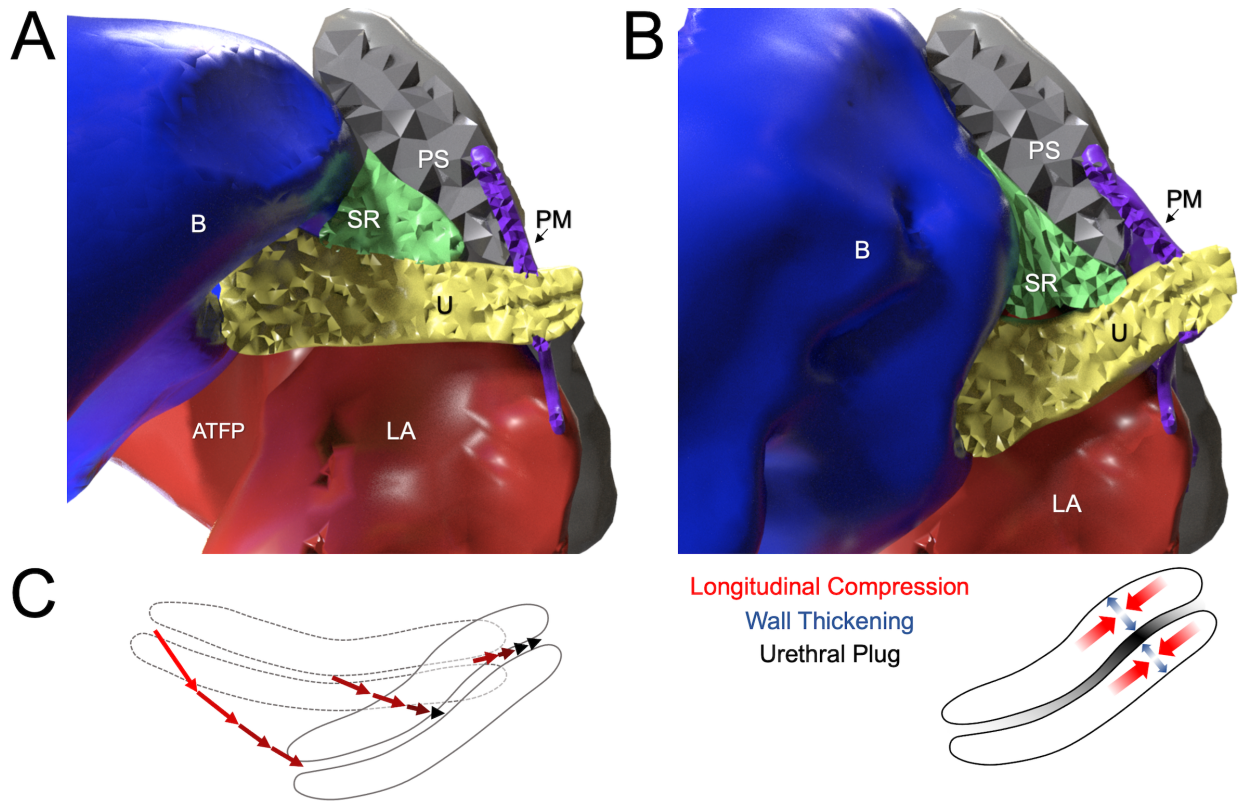 A
B
PS
SR
PM
B
U
ATFP
LA
PS
PM
B
SR
U
LA
C
Longitudinal Compression
Wall Thickening
Urethral Plug